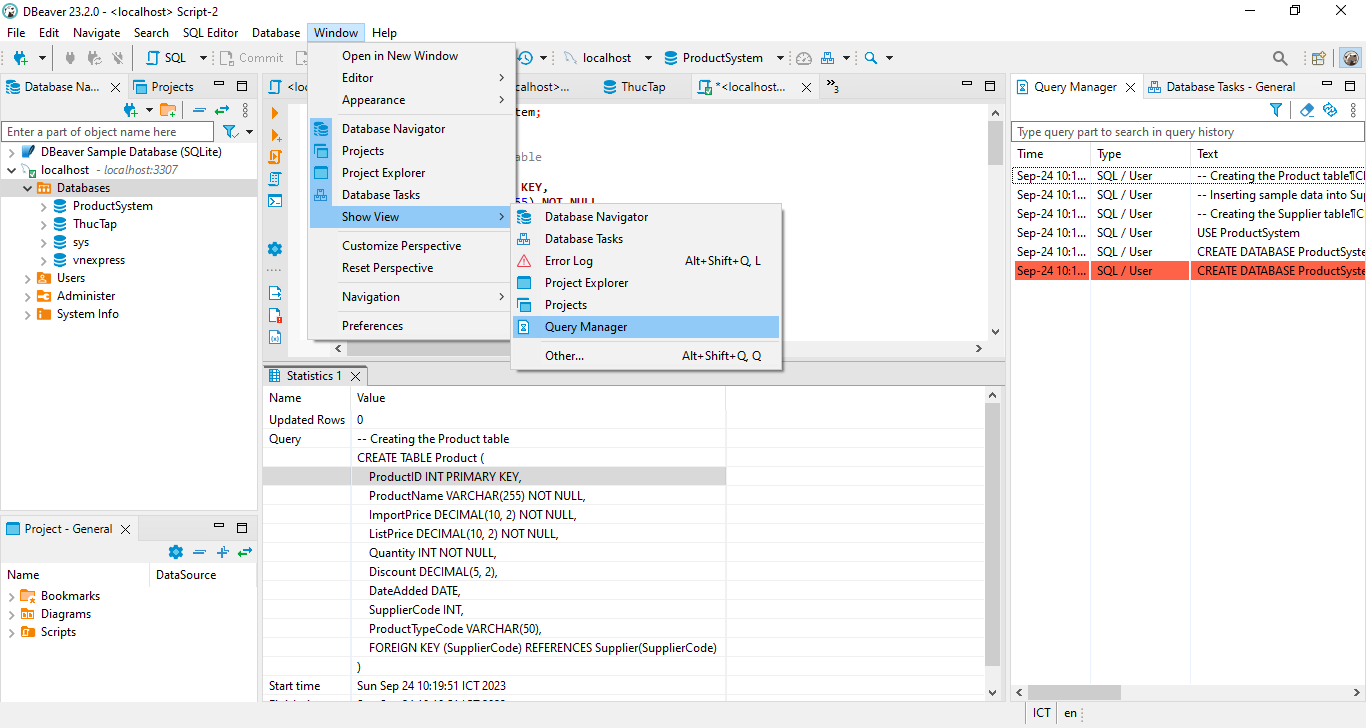 DBeaver 23.2.0 - <localhost> Script-2
File Edit Navigate Search SQL Editor Database Window Help
SQL Commit localhost ProductSystem
Database Na... Projects
Enter a part of object name here
DBeaver Sample Database (SQLite)
localhost - localhost:3307
Databases
ProductSystem
ThucTap
sys
vnexpress
Users
Administer
System Info
Project - General
Name DataSource
Bookmarks
Diagrams
Scripts
Open in New Window
Editor
Appearance
Database Navigator
Projects
Project Explorer
Database Tasks
Show View
Customize Perspective
Reset Perspective
Navigation
Preferences
Database Navigator
Database Tasks
Error Log Alt+Shift+Q, L
Project Explorer
Projects
Query Manager
Other... Alt+Shift+Q, Q
<loc calhost>... ThucTap *<localhost... 3
tem;
able
KEY,
55) NOT NULL
Statistics 1
Name Value
Updated Rows 0
Query -- Creating the Product table
CREATE TABLE Product (
ProductID INT PRIMARY KEY,
ProductName VARCHAR(255) NOT NULL,
ImportPrice DECIMAL(10, 2) NOT NULL,
ListPrice DECIMAL(10, 2) NOT NULL,
Quantity INT NOT NULL,
Discount DECIMAL(5, 2),
DateAdded DATE,
SupplierCode INT,
ProductTypeCode VARCHAR(50),
FOREIGN KEY (SupplierCode) REFERENCES Supplier(SupplierCode)
)
Start time Sun Sep 24 10:19:51 ICT 2023
Query Manager Database Tasks - General
Type query part to search in query history
Time Type Text
Sep-24 10:1... SQL / User -- Creating the Product table¶C
Sep-24 10:1... SQL / User -- Inserting sample data into Su
Sep-24 10:1... SQL / User -- Creating the Supplier table¶C
Sep-24 10:1... SQL / User USE ProductSystem
Sep-24 10:1... SQL / User CREATE DATABASE ProductSyste
Sep-24 10:1... SQL / User CREATE DATABASE ProductSyste
ICT en